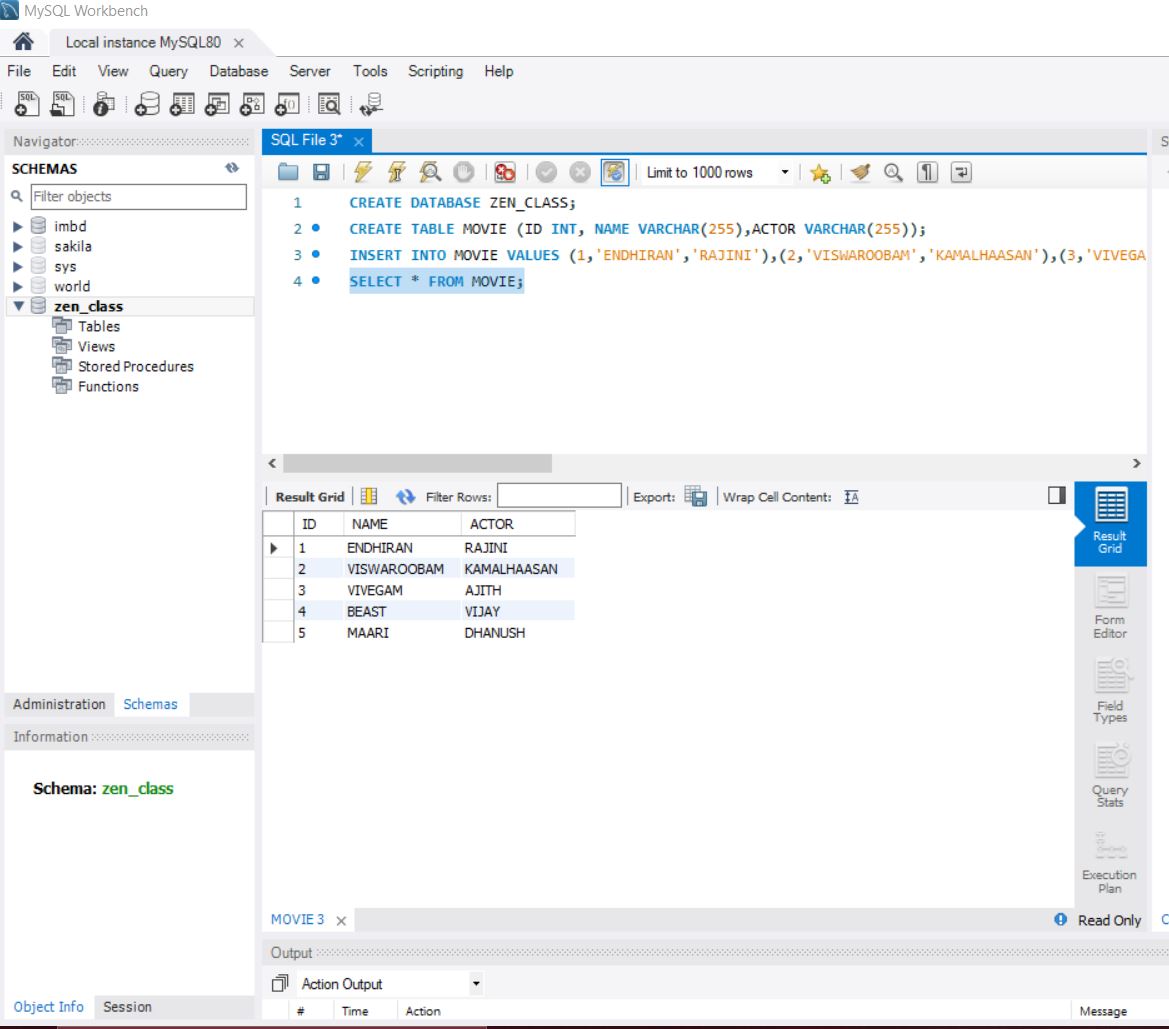 MySQL Workbench
Local instance MySQL80
File Edit View Query Database Server Tools Scripting Help
Navigator
SCHEMAS
Filter objects
imbd
sakila
sys
world
zen_class
Tables
Views
Stored Procedures
Functions
Administration Schemas
Information
Schema: zen_class
Object Info Session
SQL File 3*
Limit to 1000 rows
1 CREATE DATABASE ZEN_CLASS;
2 CREATE TABLE MOVIE (ID INT, NAME VARCHAR(255),ACTOR VARCHAR(255));
3 INSERT INTO MOVIE VALUES (1,'ENDHIRAN','RAJINI'),(2,'VISWAROOBAM','KAMALHAASAN'),(3,'VIVEGA
4 SELECT * FROM MOVIE;
Result Grid Filter Rows: Export: Wrap Cell Content:
ID NAME ACTOR
1 ENDHIRAN RAJINI
2 VISWAROOBAM KAMALHAASAN
3 VIVEGAM AJITH
4 BEAST VIJAY
5 MAARI DHANUSH
Result
Grid
Form
Editor
Field
Types
Query
Stats
Execution
Plan
MOVIE 3
Read Only
Output
Action Output
# Time Action Message